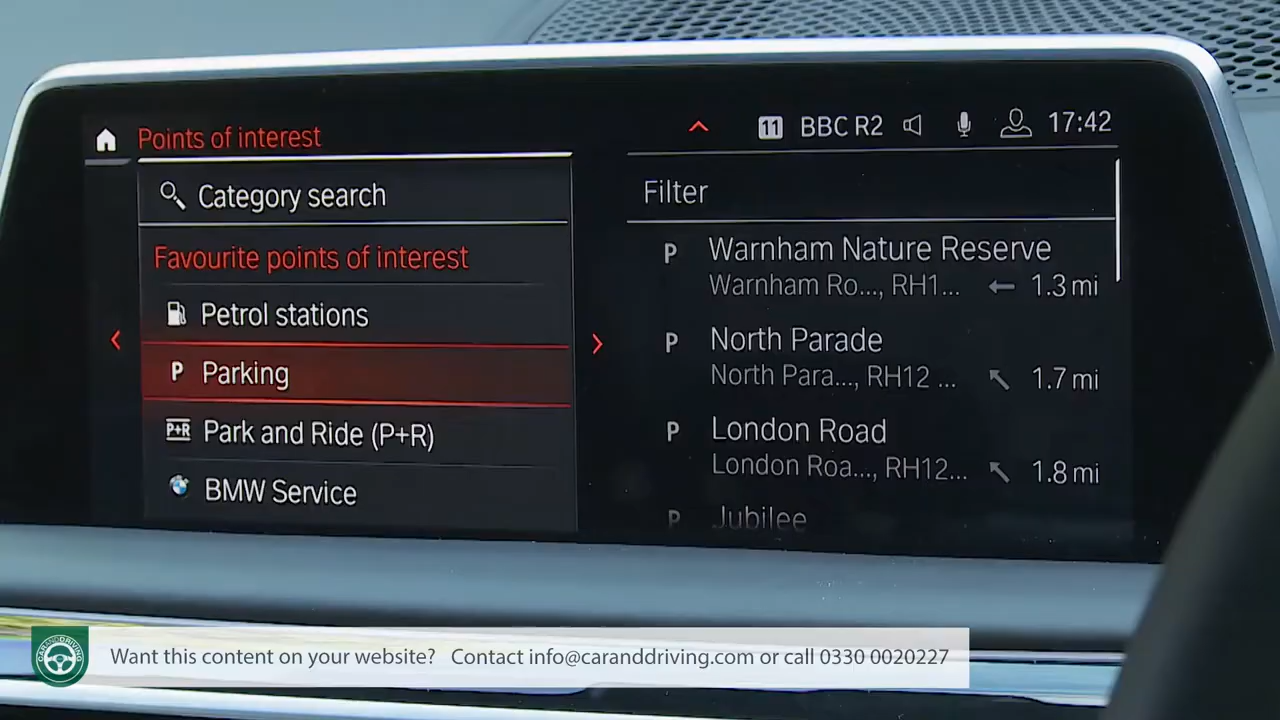 Points of interest
11 BBC R2 17:42
Category search
Favourite points of interest
Petrol stations
P Parking
P+R Park and Ride (P+R)
BMW Service
Filter
P Warnham Nature Reserve
Warnham Ro..., RH1... 1.3 mi
P North Parade
North Para..., RH12 ... 1.7 mi
P London Road
London Roa..., RH12... 1.8 mi
P Jubilee
CAR AND DRIVING
Want this content on your website? Contact info@caranddriving.com or call 0330 0020227